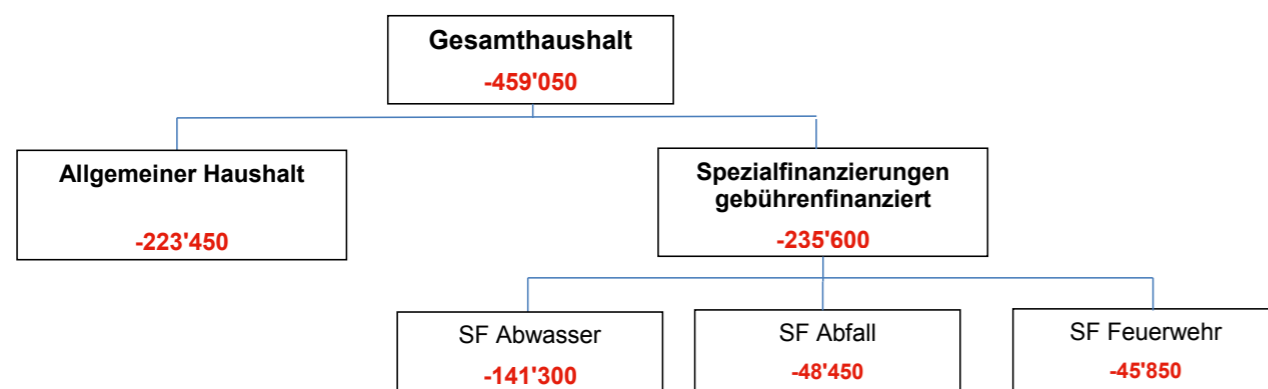 Gesamthaushalt
-459'050
Allgemeiner Haushalt
-223'450
Spezialfinanzierungen
gebührenfinanziert
-235'600
SF Abwasser
-141'300
SF Abfall
-48'450
SF Feuerwehr
-45'850